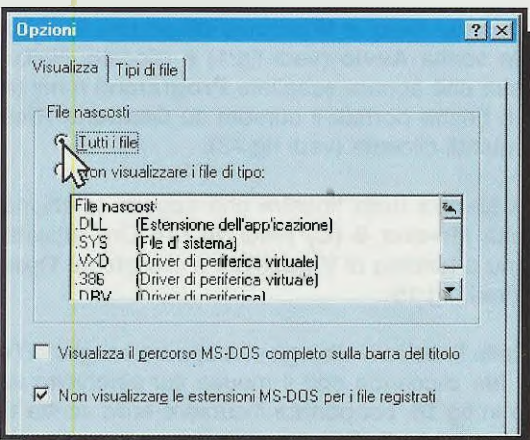 Opzioni
Visualizza
Tipi di file
File nascosti
Tutti i file
Non visualizzare i file di tipo:
File nascosti
.DLL (Estensione dell'applicazione)
.SYS (File di sistema)
.VXD (Driver di periferica virtuale)
.386 (Driver di periferica virtuale)
.DRV (Driver di periferica)
Visualizza il percorso MS-DOS completo sulla barra del titolo
Non visualizzare le estensioni MS-DOS per i file registrati